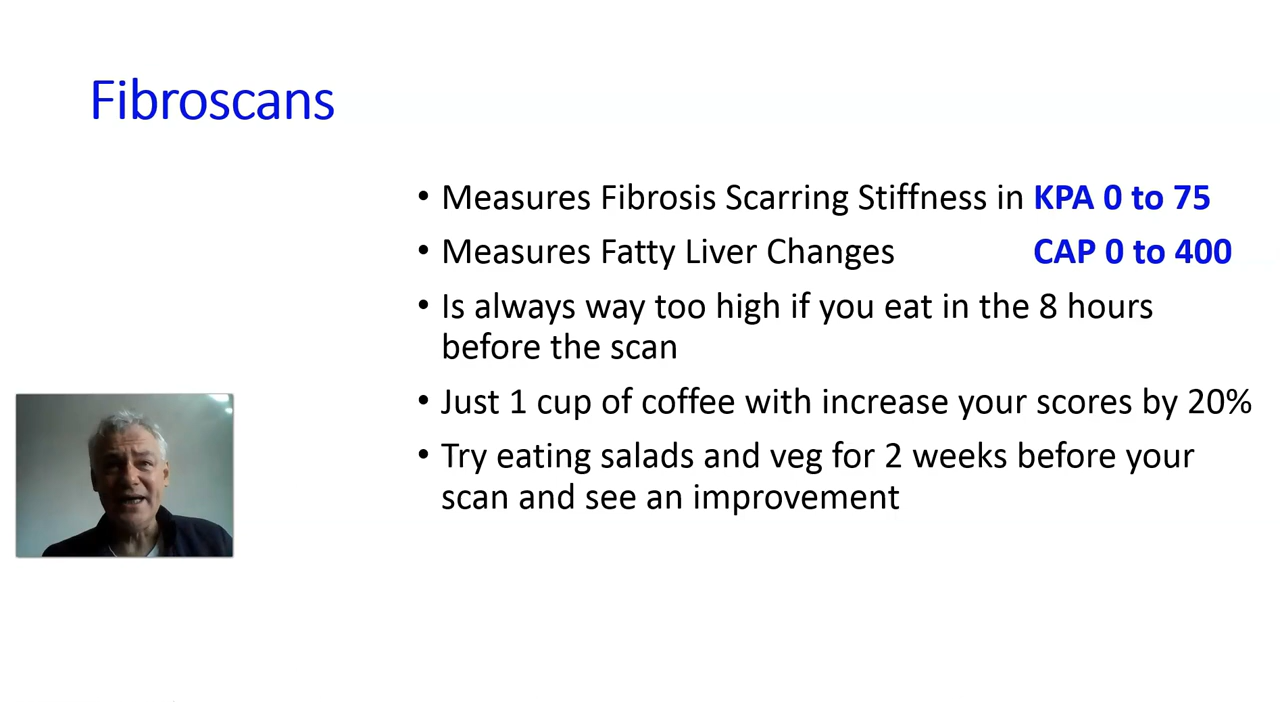 Fibroscans
• Measures Fibrosis Scarring Stiffness in KPA 0 to 75
• Measures Fatty Liver Changes CAP 0 to 400
• Is always way too high if you eat in the 8 hours
before the scan
• Just 1 cup of coffee with increase your scores by 20%
• Try eating salads and veg for 2 weeks before your
scan and see an improvement